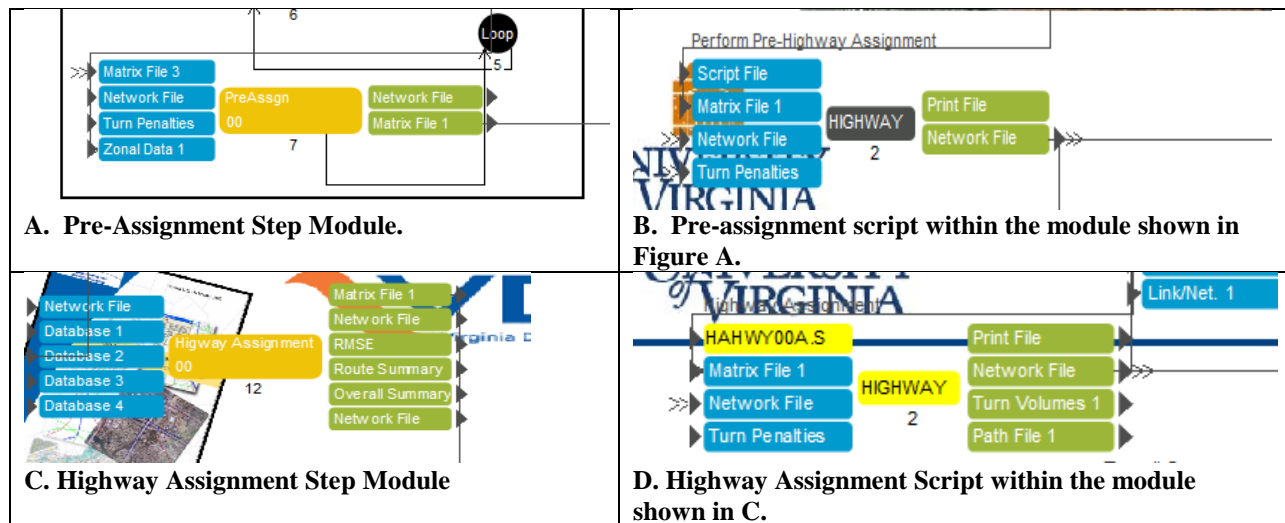 6
Loop
5
Matrix File 3
Network File
Turn Penalties
Zonal Data 1
PreAssgn
00
7
Network File
Matrix File 1
A. Pre-Assignment Step Module.
Perform Pre-Highway Assignment
Script File
Matrix File 1
Network File
Turn Penalties
HIGHWAY
2
Print File
Network File
VIRGINIA
B. Pre-assignment script within the module shown in
Figure A.
Network File
Database 1
Database 2
Database 3
Database 4
Higway Assignment
00
12
Matrix File 1
Network File
RMSE
Route Summary
Overall Summary
Network File
C. Highway Assignment Step Module
UNIVERSITY
of VIRGINIA
Highway Assignment
HAHWY00A.S
Matrix File 1
Network File
Turn Penalties
HIGHWAY
2
Print File
Network File
Turn Volumes 1
Path File 1
Link/Net. 1
D. Highway Assignment Script within the module
shown in C.